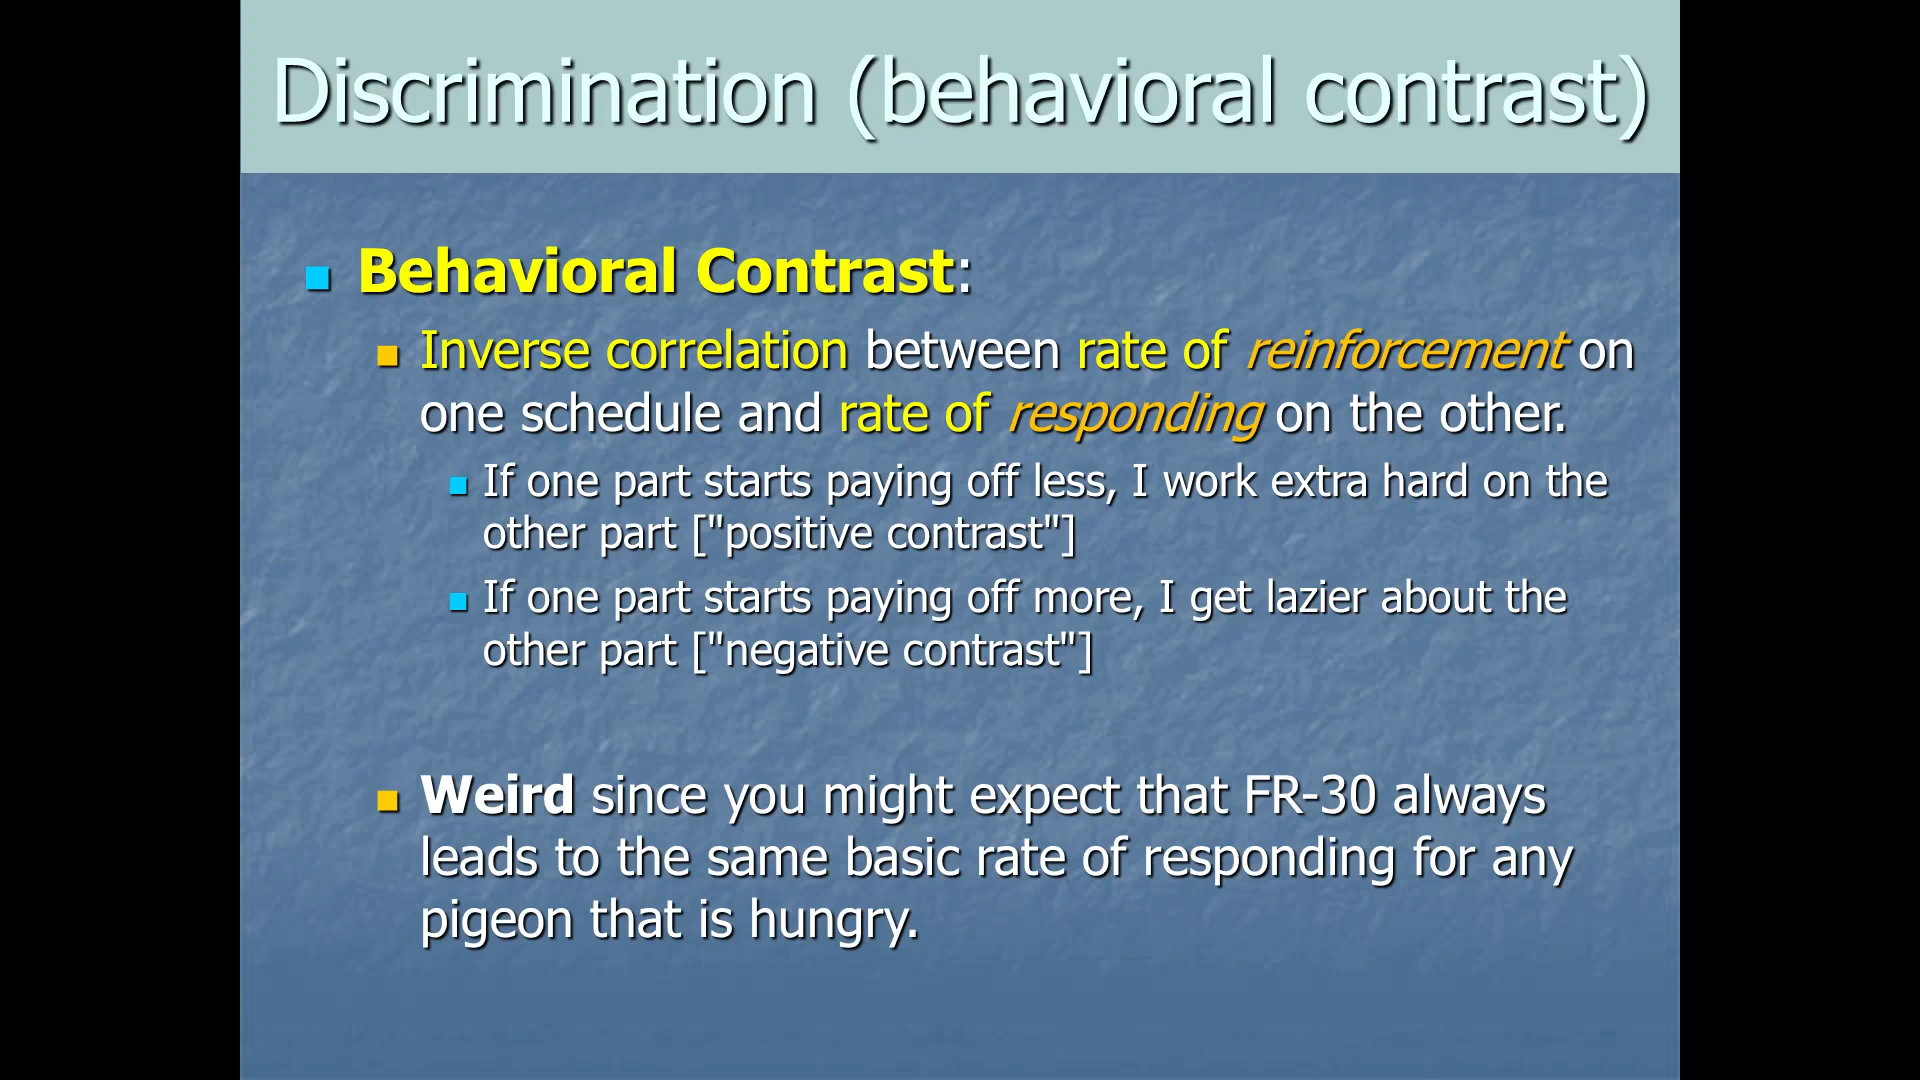 Discrimination (behavioral contrast)
Behavioral Contrast:
Inverse correlation between rate of reinforcement on
one schedule and rate of responding on the other.
If one part starts paying off less, I work extra hard on the
other part ["positive contrast"]
If one part starts paying off more, I get lazier about the
other part ["negative contrast"]
Weird since you might expect that FR-30 always
leads to the same basic rate of responding for any
pigeon that is hungry.